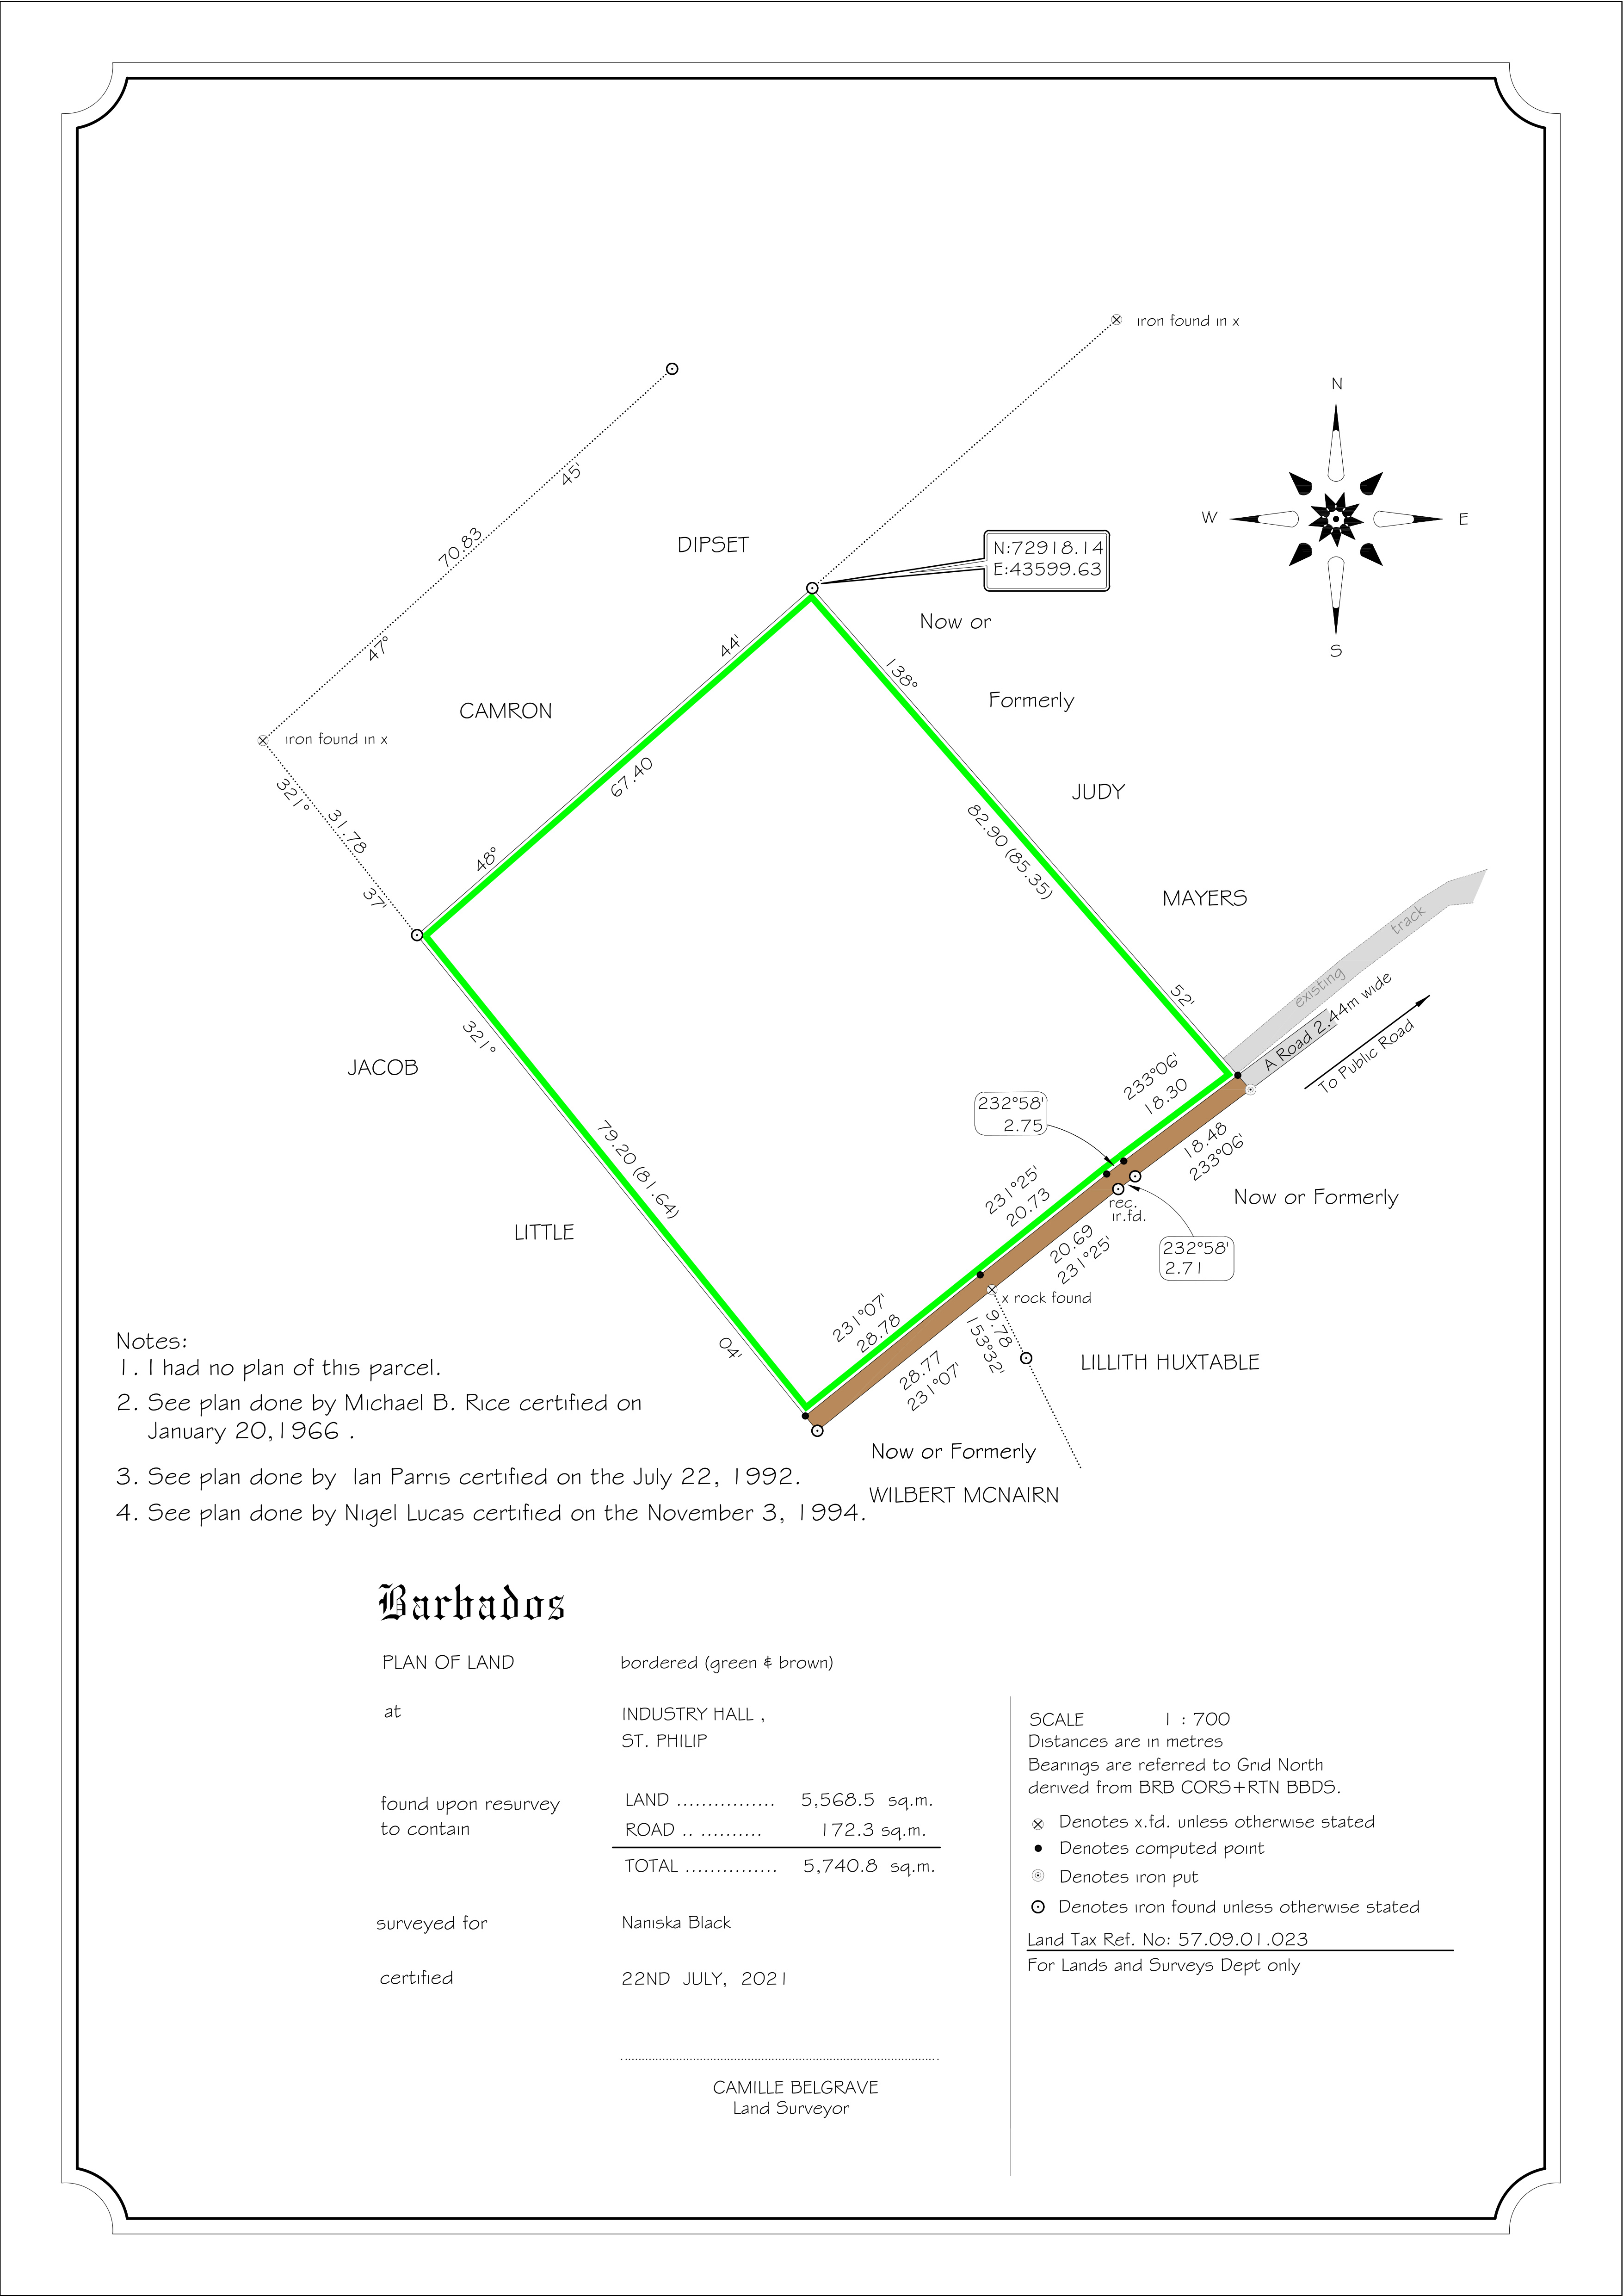 iron found in x
N
W
E
S
45'
DIPSET
N:72918.14
E:43599.63
70.83
Now or
44'
47°
138°
Formerly
CAMRON
iron found in x
67.40
321°
JUDY
31.78
82.90 (85.35)
48°
37'
MAYERS
track
existing
52'
A Road 2.44m wide
To Public Road
321°
JACOB
233°06'
18.30
232°58'
2.75
79.20 (81.64)
18.48
233°06'
231°25'
20.73
Now or Formerly
rec.
ir.fd.
LITTLE
20.69
231°25'
232°58'
2.71
x rock found
231°07'
28.78
9.78
153°32'
04'
28.77
231°07'
LILLITH HUXTABLE
Notes:
1. I had no plan of this parcel.
2. See plan done by Michael B. Rice certified on
January 20,1966 .
3. See plan done by Ian Parris certified on the July 22, 1992.
4. See plan done by Nigel Lucas certified on the November 3, 1994.
Now or Formerly
WILBERT MCNAIRN
Barbados
PLAN OF LAND bordered (green & brown)
at INDUSTRY HALL ,
ST. PHILIP
found upon resurvey
to contain
LAND ................ 5,568.5 sq.m.
ROAD .. .......... 172.3 sq.m.
TOTAL ............... 5,740.8 sq.m.
surveyed for Naniska Black
certified 22ND JULY, 2021
CAMILLE BELGRAVE
Land Surveyor
SCALE 1 : 700
Distances are in metres
Bearings are referred to Grid North
derived from BRB CORS+RTN BBDS.
Denotes x.fd. unless otherwise stated
Denotes computed point
Denotes iron put
Denotes iron found unless otherwise stated
Land Tax Ref. No: 57.09.01.023
For Lands and Surveys Dept only